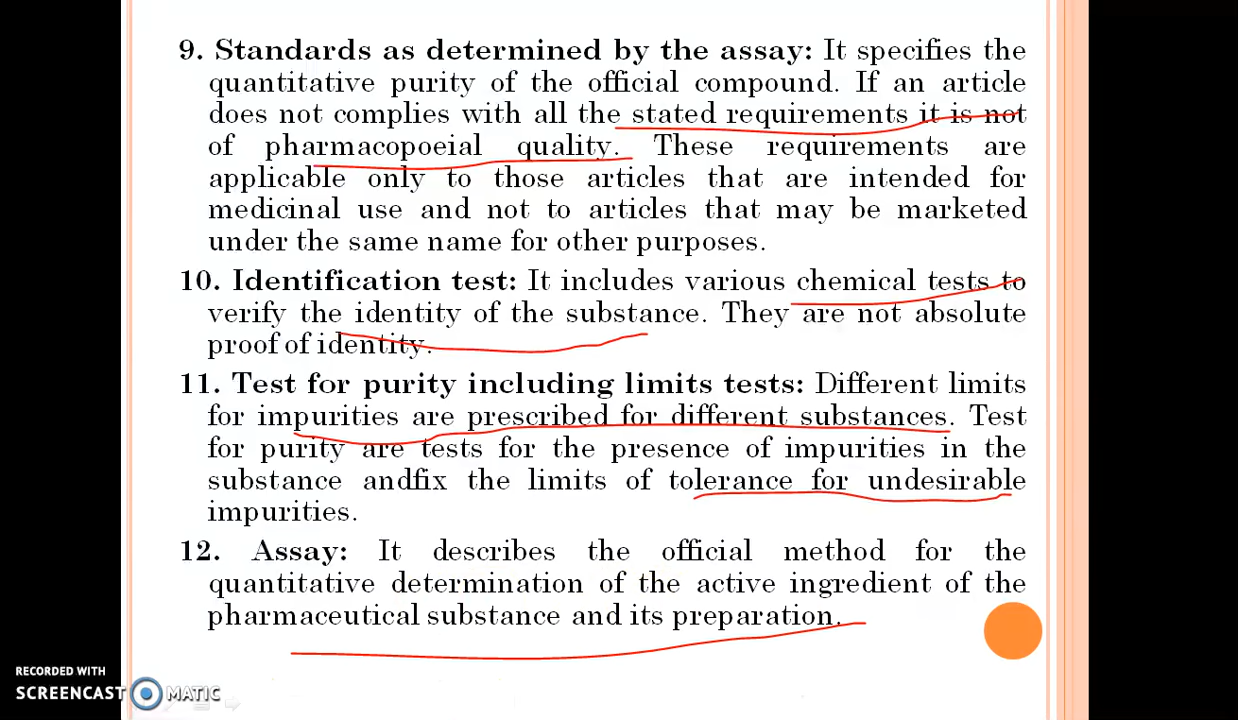 9. Standards as determined by the assay: It specifies the
quantitative purity of the official compound. If an article
does not complies with all the stated requirements it is not
of pharmacopoeial quality. These requirements are
applicable only to those articles that are intended for
medicinal use and not to articles that may be marketed
under the same name for other purposes.
10. Identification test: It includes various chemical tests to
verify the identity of the substance. They are not absolute
proof of identity.
11. Test for purity including limits tests: Different limits
for impurities are prescribed for different substances. Test
for purity are tests for the presence of impurities in the
substance andfix the limits of tolerance for undesirable
impurities.
12. Assay: It describes the official method for the
quantitative determination of the active ingredient of the
pharmaceutical substance and its preparation.
RECORDED WITH
SCREENCAST MATIC